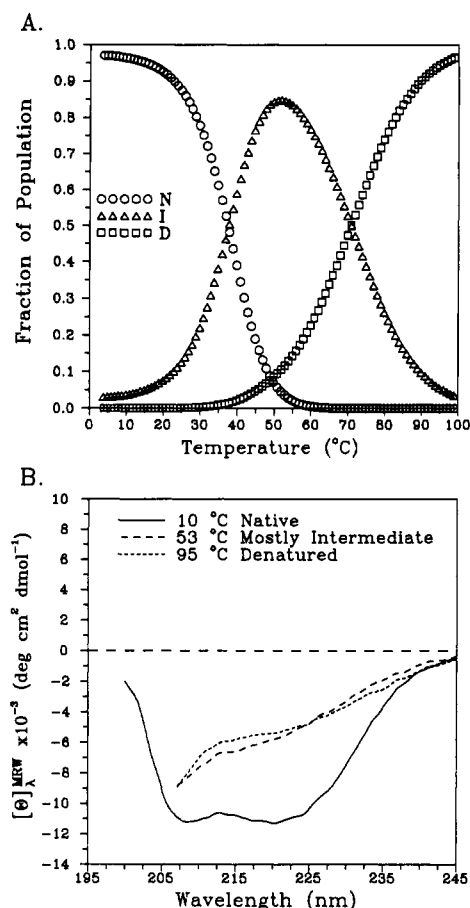 A.
1.0
0.9
0.8
0.7
0.6
0.5
0.4
0.3
0.2
0.1
0.0
Fraction of Population
○○○○○ N
△△△△△ I
□□□□□ D
0 10 20 30 40 50 60 70 80 90 100
Temperature (°C)
B.
10
8
6
4
2
0
-2
-4
-6
-8
-10
-12
-14
[Θ]λ^MRW x10⁻³ (deg cm² dmol⁻¹)
10 °C Native
53 °C Mostly Intermediate
95 °C Denatured
195 205 215 225 235 245
Wavelength (nm)